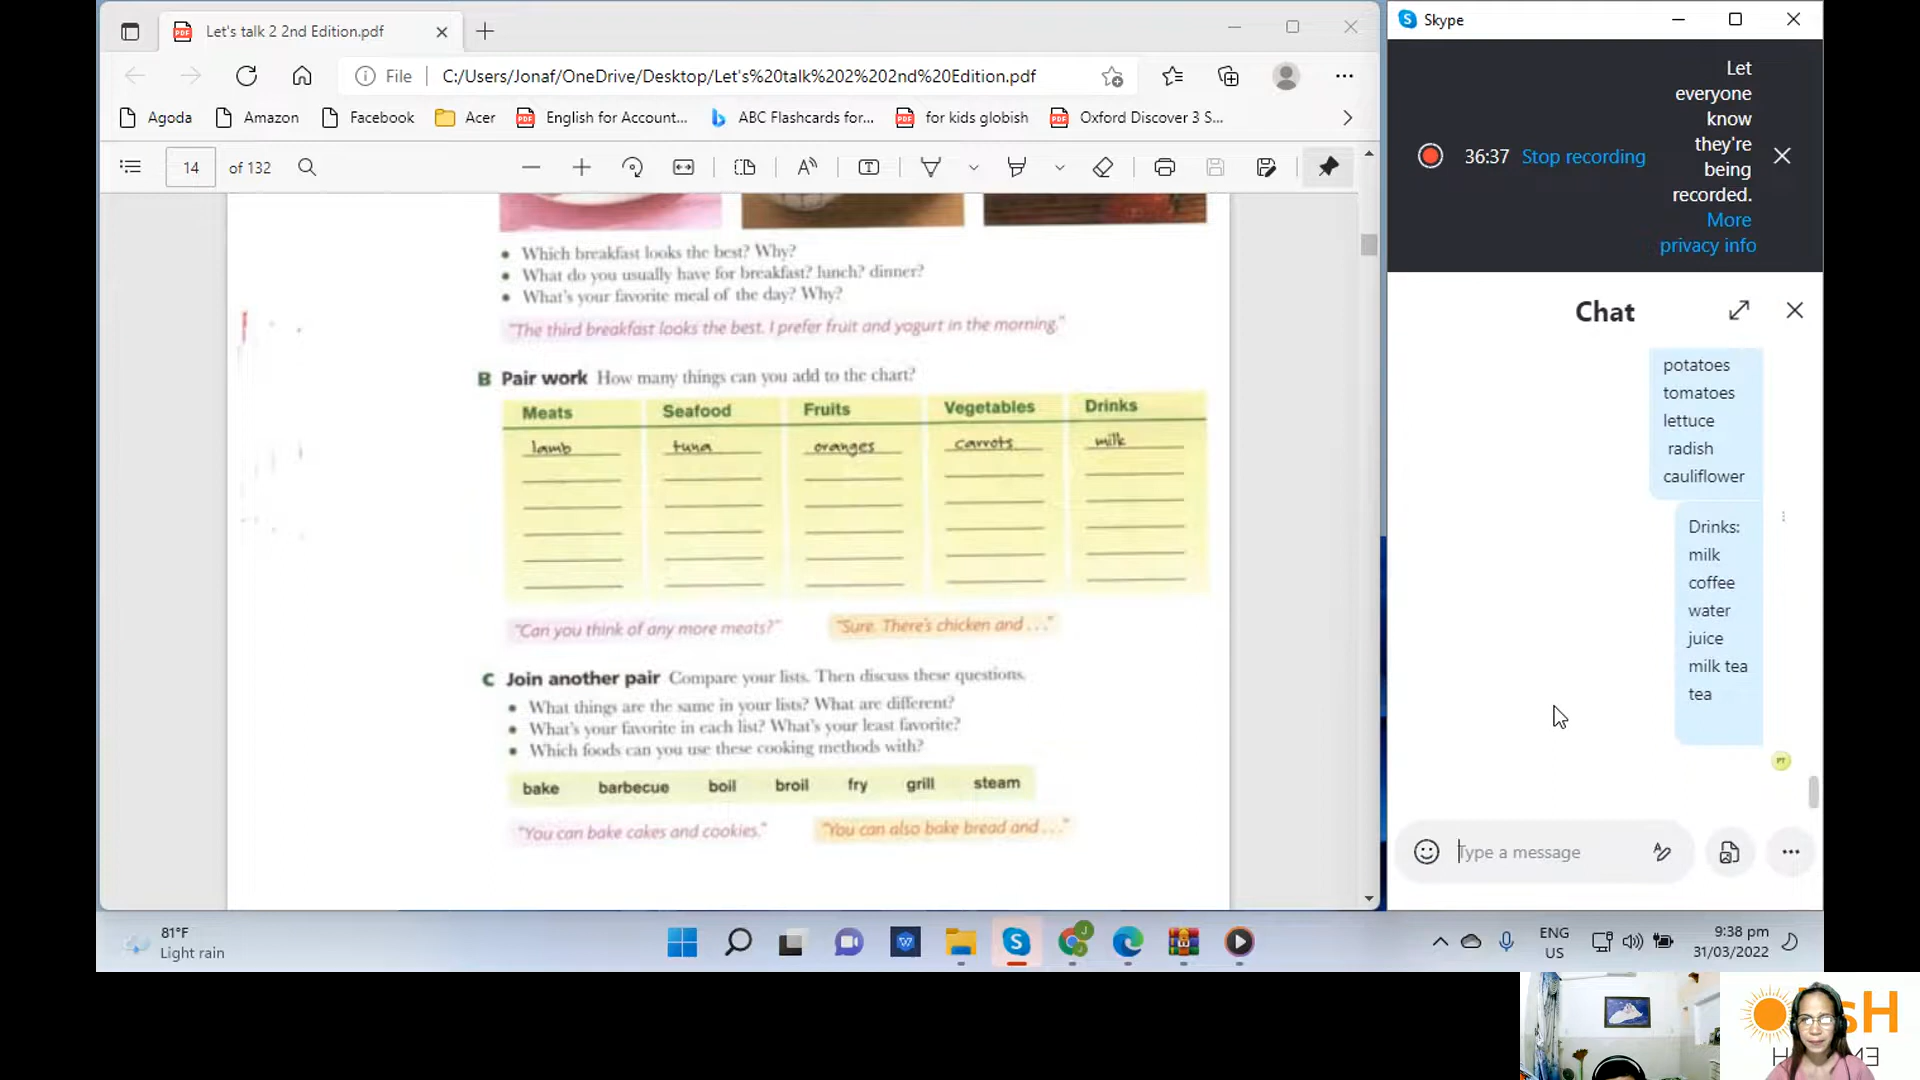 Let's talk 2 2nd Edition.pdf
File
C:/Users/Jonaf/OneDrive/Desktop/Let's%20talk%202%202nd%20Edition.pdf
Agoda
Amazon
Facebook
Acer
English for Account...
ABC Flashcards for...
for kids globish
Oxford Discover 3 S...
14 of 132
Which breakfast looks the best? Why?
What do you usually have for breakfast? lunch? dinner?
What's your favorite meal of the day? Why?
"The third breakfast looks the best. I prefer fruit and yogurt in the morning."
B Pair work How many things can you add to the chart?
Meats Seafood Fruits Vegetables Drinks
lamb tuna oranges carrots milk
"Can you think of any more meats?" "Sure. There's chicken and . . ."
C Join another pair Compare your lists. Then discuss these questions.
What things are the same in your lists? What are different?
What's your favorite in each list? What's your least favorite?
Which foods can you use these cooking methods with?
bake barbecue boil broil fry grill steam
"You can bake cakes and cookies." "You can also bake bread and . . ."
Skype
36:37 Stop recording
Let
everyone
know
they're
being
recorded.
More
privacy info
Chat
potatoes
tomatoes
lettuce
radish
cauliflower
Drinks:
milk
coffee
water
juice
milk tea
tea
PT
Type a message
81°F
Light rain
ENG
US
9:38 pm
31/03/2022